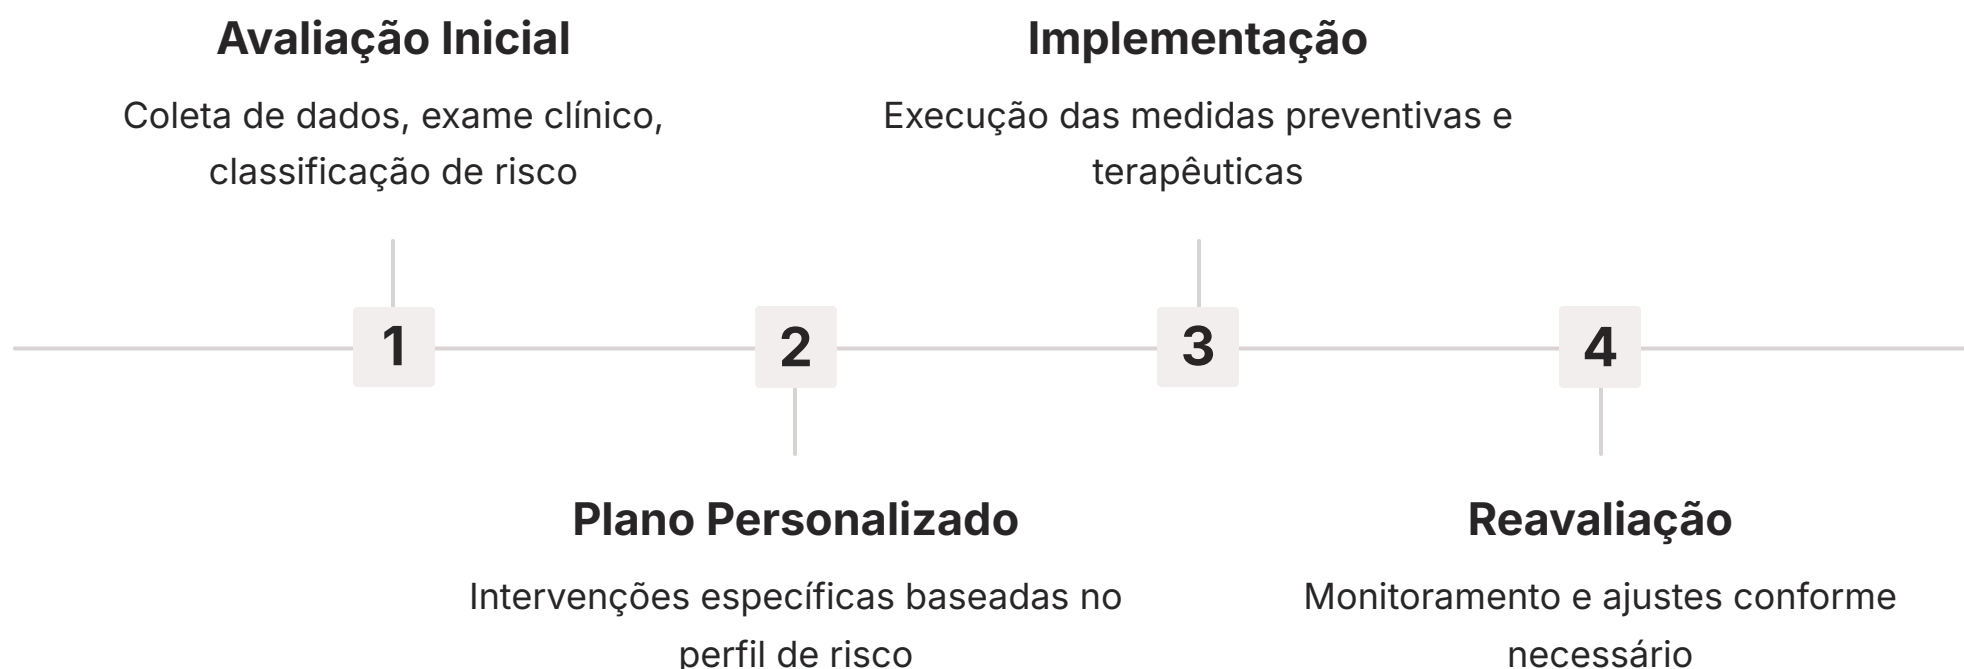 Avaliação Inicial
Coleta de dados, exame clínico,
classificação de risco
Implementação
Execução das medidas preventivas e
terapêuticas
1
2
3
4
Plano Personalizado
Intervenções específicas baseadas no
perfil de risco
Reavaliação
Monitoramento e ajustes conforme
necessário